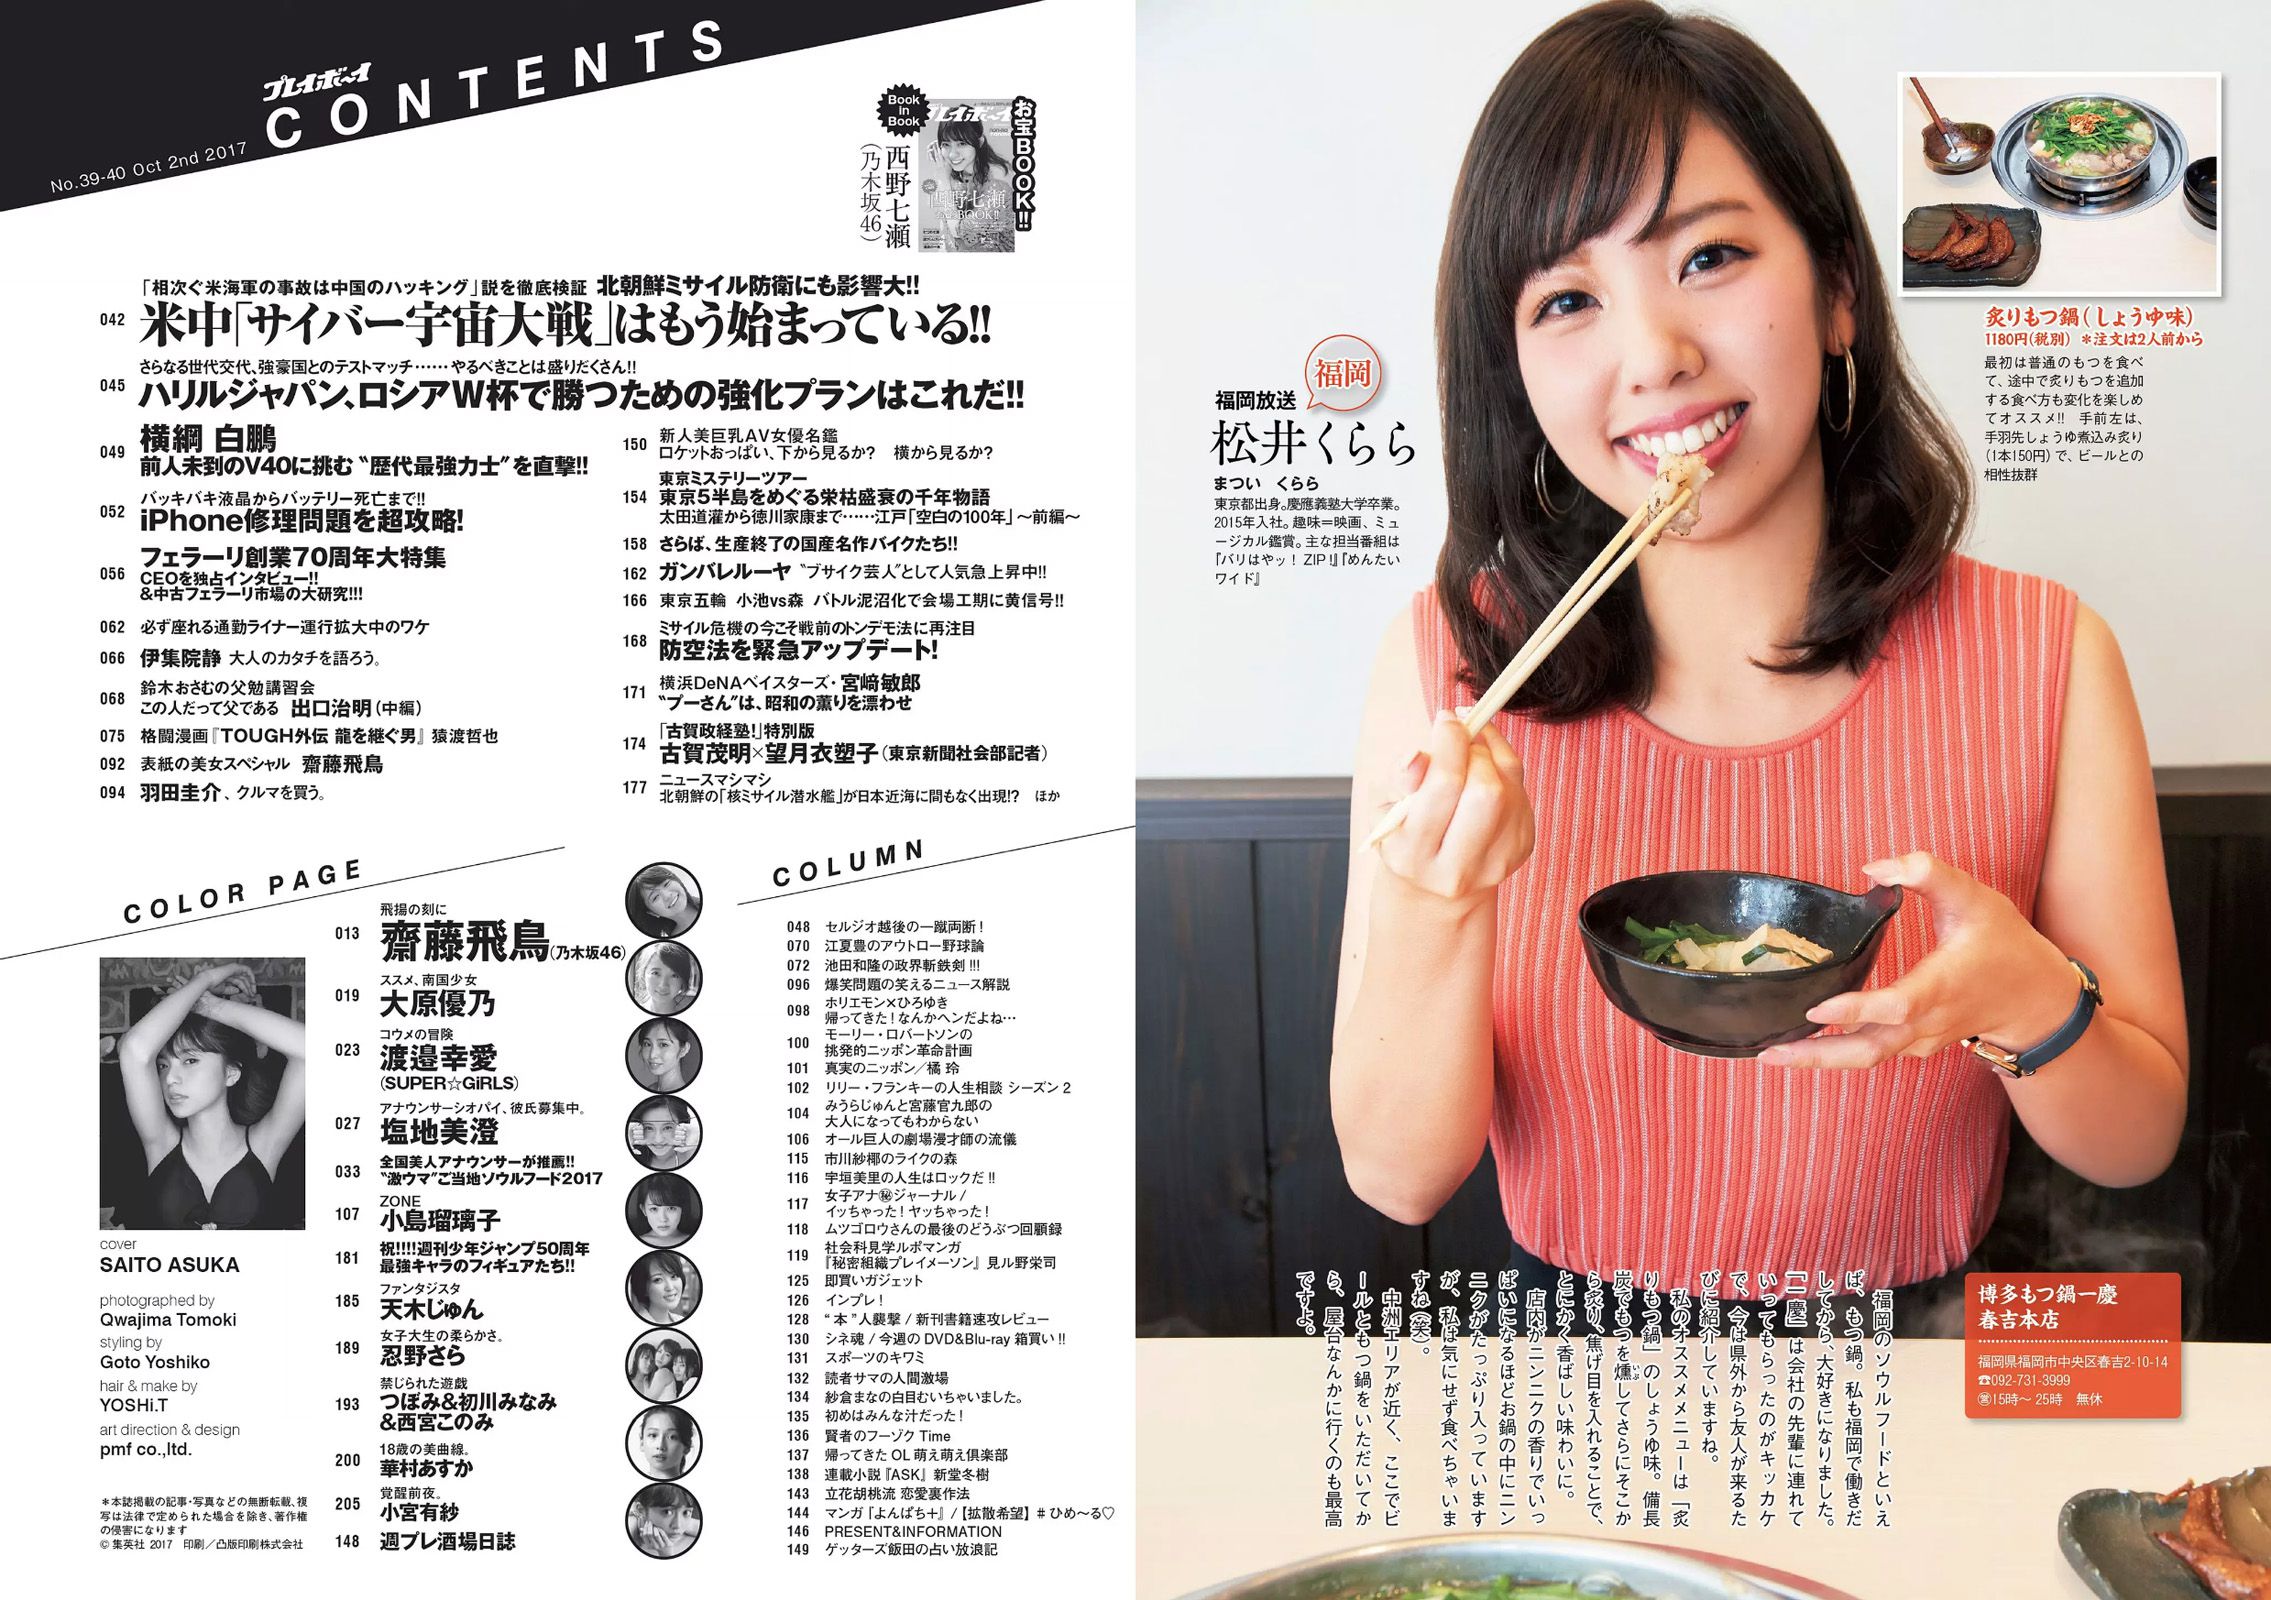 プレイボーイ
CONTENTS
No.39-40 Oct 2nd 2017
Book
in
Book
お宝BOOK!!
西野七瀬
(乃木坂46)
プレイボーイ
西野七瀬
「相次ぐ米海軍の事故は中国のハッキング」説を徹底検証 北朝鮮ミサイル防衛にも影響大!!
042 米中「サイバー宇宙大戦」はもう始まっている!!
さらなる世代交代、強豪国とのテストマッチ……やるべきことは盛りだくさん!!
045 ハリルジャパン、ロシアW杯で勝つための強化プランはこれだ!!
049 横綱 白鵬
前人未到のV40に挑む“歴代最強力士”を直撃!!
バッキバキ液晶からバッテリー死亡まで!!
052 iPhone修理問題を超攻略!
フェラーリ創業70周年大特集
056 CEOを独占インタビュー!!
&中古フェラーリ市場の大研究!!!
062 必ず座れる通勤ライナー運行拡大中のワケ
066 伊集院静 大人のカタチを語ろう。
068 鈴木おさむの父勉講習会
この人だって父である 出口治明(中編)
075 格闘漫画『TOUGH外伝 龍を継ぐ男』 猿渡哲也
092 表紙の美女スペシャル 齋藤飛鳥
094 羽田圭介、クルマを買う。
150 新人美巨乳AV女優名鑑
ロケットおっぱい、下から見るか? 横から見るか?
東京ミステリーツアー
154 東京5半島をめぐる栄枯盛衰の千年物語
太田道灌から徳川家康まで……江戸「空白の100年」〜前編〜
158 さらば、生産終了の国産名作バイクたち!!
162 ガンバレルーヤ “ブサイク芸人”として人気急上昇中!!
166 東京五輪 小池vs森 バトル泥沼化で会場工期に黄信号!!
ミサイル危機の今こそ戦前のトンデモ法に再注目
168 防空法を緊急アップデート!
171 横浜DeNAベイスターズ・宮﨑敏郎
“プーさん”は、昭和の薫りを漂わせ
「古賀政経塾!」特別版
174 古賀茂明×望月衣塑子(東京新聞社会部記者)
177 ニュースマシマシ
北朝鮮の「核ミサイル潜水艦」が日本近海に間もなく出現!? ほか
COLOR PAGE
飛揚の刻に
013 齋藤飛鳥(乃木坂46)
ススメ、南国少女
019 大原優乃
コウメの冒険
023 渡邉幸愛
(SUPER☆GiRLS)
アナウンサーシオパイ、彼氏募集中。
027 塩地美澄
033 全国美人アナウンサーが推薦!!
“激ウマ”ご当地ソウルフード2017
ZONE
107 小島瑠璃子
181 祝!!!!週刊少年ジャンプ50周年
最強キャラのフィギュアたち!!
ファンタジスタ
185 天木じゅん
女子大生の柔らかさ。
189 忍野さら
禁じられた遊戯
193 つぼみ&初川みなみ
&西宮このみ
18歳の美曲線。
200 華村あすか
覚醒前夜。
205 小宮有紗
148 週プレ酒場日誌
cover
SAITO ASUKA
photographed by
Qwajima Tomoki
styling by
Goto Yoshiko
hair & make by
YOSHi.T
art direction & design
pmf co.,ltd.
*本誌掲載の記事・写真などの無断転載、複
写は法律で定められた場合を除き、著作権
の侵害になります
© 集英社 2017 印刷/凸版印刷株式会社
COLUMN
048 セルジオ越後の一蹴両断!
070 江夏豊のアウトロー野球論
072 池田和隆の政界斬鉄剣!!!
096 爆笑問題の笑えるニュース解説
098 ホリエモン×ひろゆき
帰ってきた!なんかヘンだよね…
100 モーリー・ロバートソンの
挑発的ニッポン革命計画
101 真実のニッポン/橘 玲
102 リリー・フランキーの人生相談 シーズン2
104 みうらじゅんと宮藤官九郎の
大人になってもわからない
106 オール巨人の劇場漫才師の流儀
115 市川紗椰のライクの森
116 宇垣美里の人生はロックだ!!
117 女子アナ㊙ジャーナル/
イッちゃった!ヤッちゃった!
118 ムツゴロウさんの最後のどうぶつ回顧録
119 社会科見学ルポマンガ
『秘密組織プレイメーソン』見ル野栄司
125 即買いガジェット
126 インプレ!
128 “本”人襲撃/新刊書籍速攻レビュー
130 シネ魂/今週のDVD&Blu-ray 箱買い!!
131 スポーツのキワミ
132 読者サマの人間激場
134 紗倉まなの白目むいちゃいました。
135 初めはみんな汁だった!
136 賢者のフーゾク Time
137 帰ってきたOL萌え萌え倶楽部
138 連載小説『ASK』新堂冬樹
143 立花胡桃流 恋愛裏作法
144 マンガ『よんぱち+』/【拡散希望】#ひめ〜る♡
146 PRESENT&INFORMATION
149 ゲッターズ飯田の占い放浪記
福岡
福岡放送
松井くらら
まつい くらら
東京都出身。慶應義塾大学卒業。
2015年入社。趣味=映画、ミュ
ージカル鑑賞。主な担当番組は
『バリはやッ! ZIP!』『めんたい
ワイド』
炙りもつ鍋(しょうゆ味)
1180円(税別) *注文は2人前から
最初は普通のもつを食べ
て、途中で炙りもつを追加
する食べ方も変化を楽しめ
てオススメ!! 手前左は、
手羽先しょうゆ煮込み炙り
(1本150円)で、ビールとの
相性抜群
福岡のソウルフードといえ
ば、もつ鍋。私も福岡で働きだ
してから、大好きになりました。
「一慶」は会社の先輩に連れて
いってもらったのがキッカケ
で、今は県外から友人が来るた
びに紹介していますね。
私のオススメメニューは「炙
りもつ鍋」のしょうゆ味。備長
炭でもつを燻してさらにそこか
いぶ
ら炙り、焦げ目を入れることで、
とにかく香ばしい味わいに。
店内がニンニクの香りでいっ
ぱいになるほどお鍋の中にニン
ニクがたっぷり入っています
が、私は気にせず食べちゃいま
すね(笑)。
中洲エリアが近く、ここでビ
ールともつ鍋をいただいてか
ら、屋台なんかに行くのも最高
ですよ。
博多もつ鍋一慶
春吉本店
福岡県福岡市中央区春吉2-10-14
☎092-731-3999
㊡15時〜25時 無休